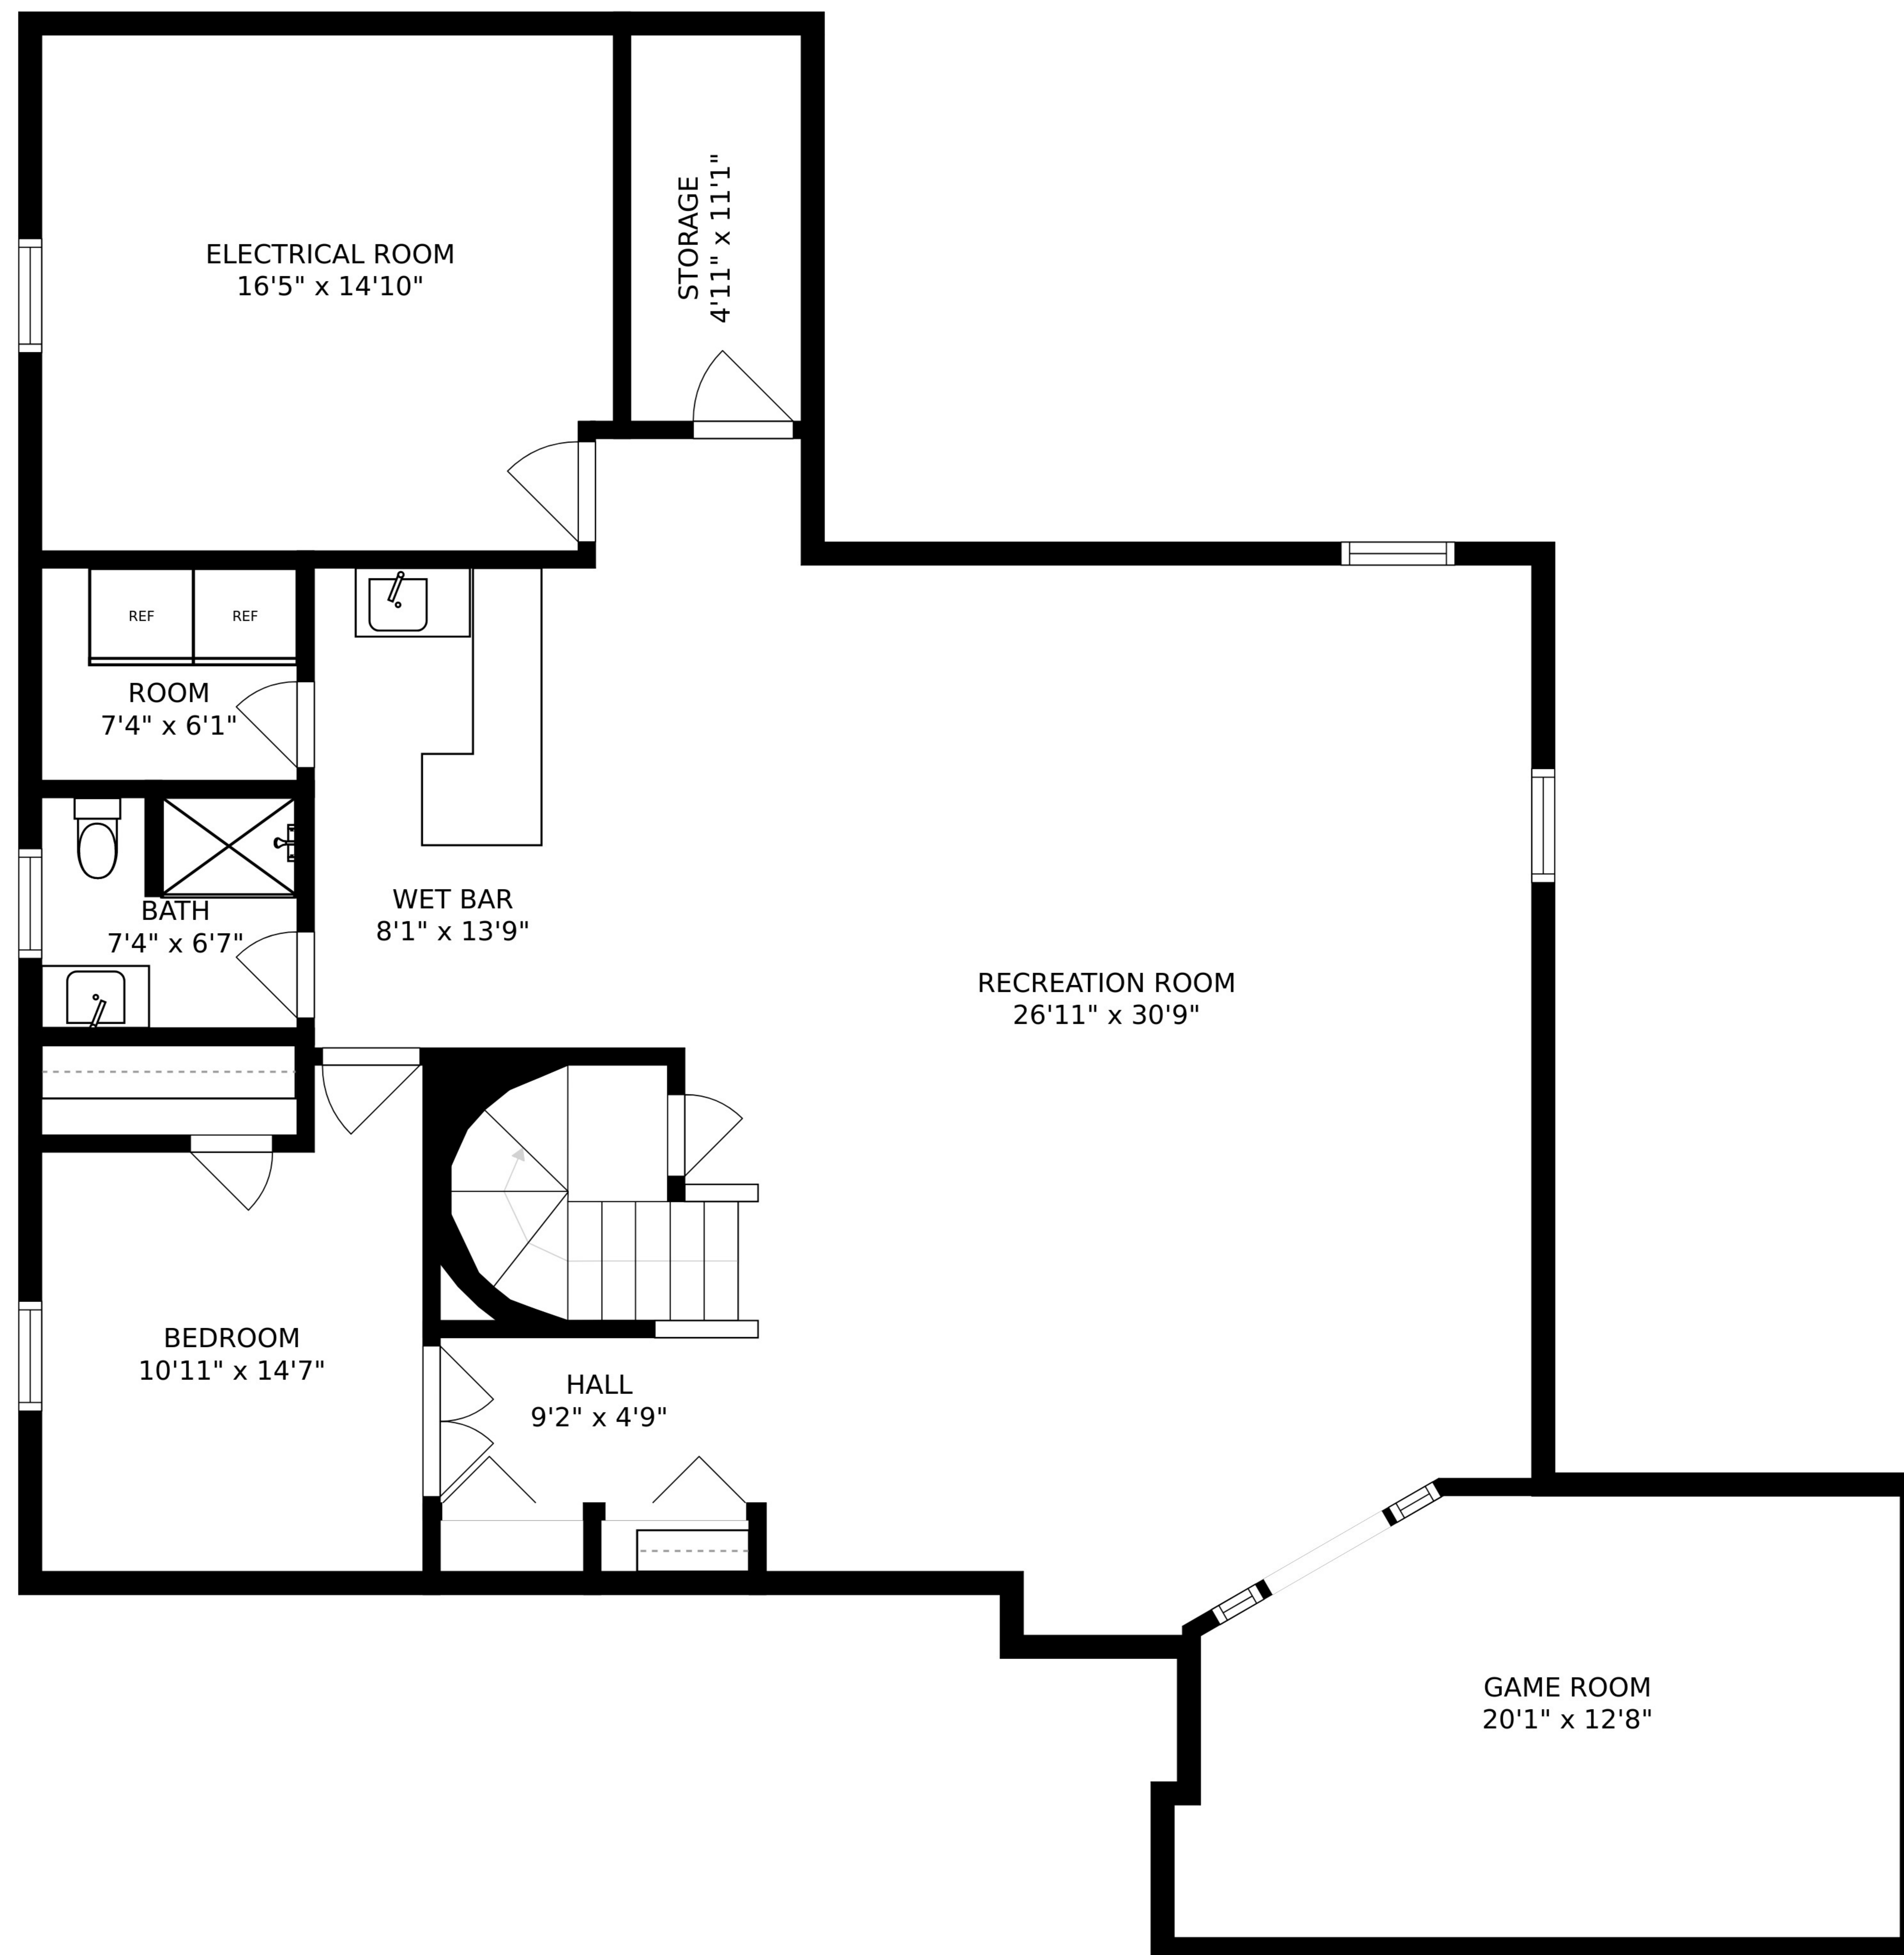 ELECTRICAL ROOM
16'5" x 14'10"
STORAGE
4'11" x 11'1"
REF
REF
ROOM
7'4" x 6'1"
BATH
7'4" x 6'7"
WET BAR
8'1" x 13'9"
RECREATION ROOM
26'11" x 30'9"
BEDROOM
10'11" x 14'7"
HALL
9'2" x 4'9"
GAME ROOM
20'1" x 12'8"